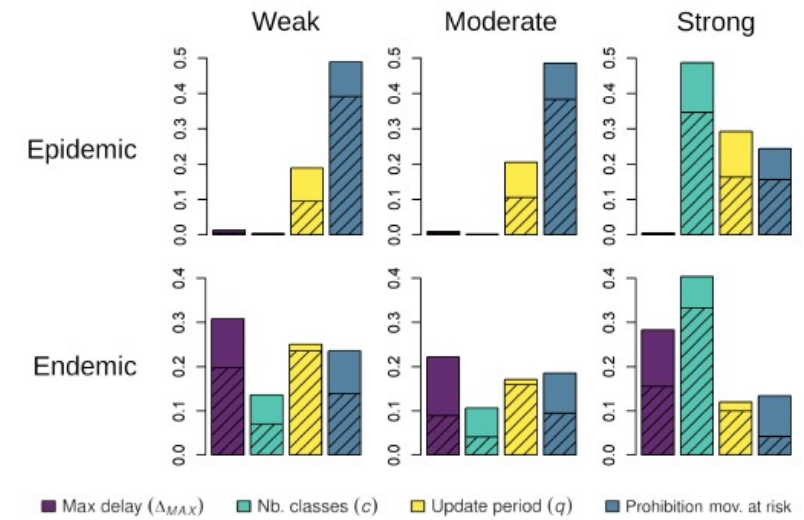 Weak Moderate Strong
Epidemic
0.0 0.1 0.2 0.3 0.4 0.5
0.0 0.1 0.2 0.3 0.4 0.5
0.0 0.1 0.2 0.3 0.4 0.5
Endemic
0.0 0.1 0.2 0.3 0.4
0.0 0.1 0.2 0.3 0.4
0.0 0.1 0.2 0.3 0.4
Max delay (Δ_MAX) Nb. classes (c) Update period (q) Prohibition mov. at risk